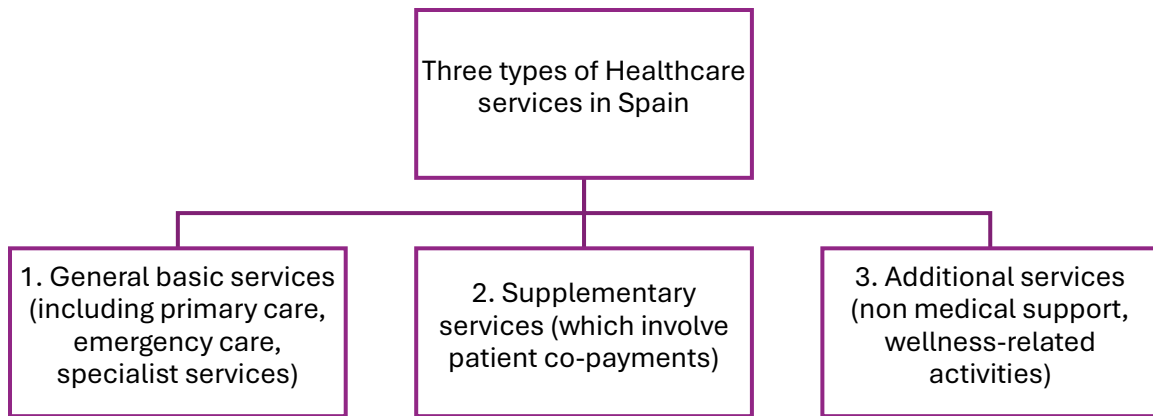 Three types of Healthcare
services in Spain
1. General basic services
(including primary care,
emergency care,
specialist services)
2. Supplementary
services (which involve
patient co-payments)
3. Additional services
(non medical support,
wellness-related
activities)